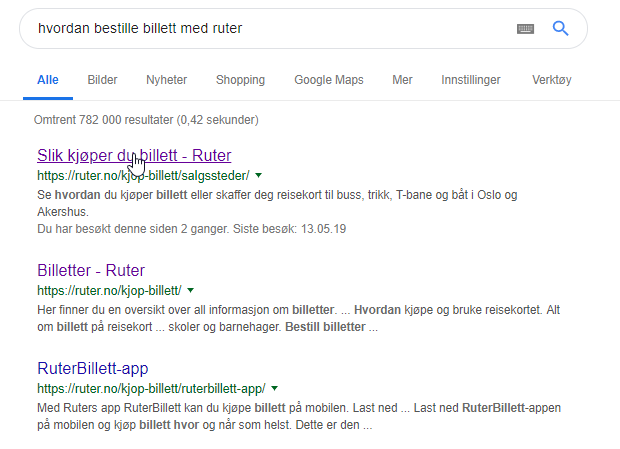 hvordan bestille billett med ruter
Alle Bilder Nyheter Shopping Google Maps Mer Innstillinger Verktøy
Omtrent 782 000 resultater (0,42 sekunder)
Slik kjøper du billett - Ruter
https://ruter.no/kjop-billett/salgssteder/
Se hvordan du kjøper billett eller skaffer deg reisekort til buss, trikk, T-bane og båt i Oslo og
Akershus.
Du har besøkt denne siden 2 ganger. Siste besøk: 13.05.19
Billetter - Ruter
https://ruter.no/kjop-billett/
Her finner du en oversikt over all informasjon om billetter. ... Hvordan kjøpe og bruke reisekortet. Alt
om billett på reisekort ... skoler og barnehager. Bestill billetter ...
RuterBillett-app
https://ruter.no/kjop-billett/ruterbillett-app/
Med Ruters app RuterBillett kan du kjøpe billett på mobilen. Last ned ... Last ned RuterBillett-appen
på mobilen og kjøp billett hvor og når som helst. Dette er den ...